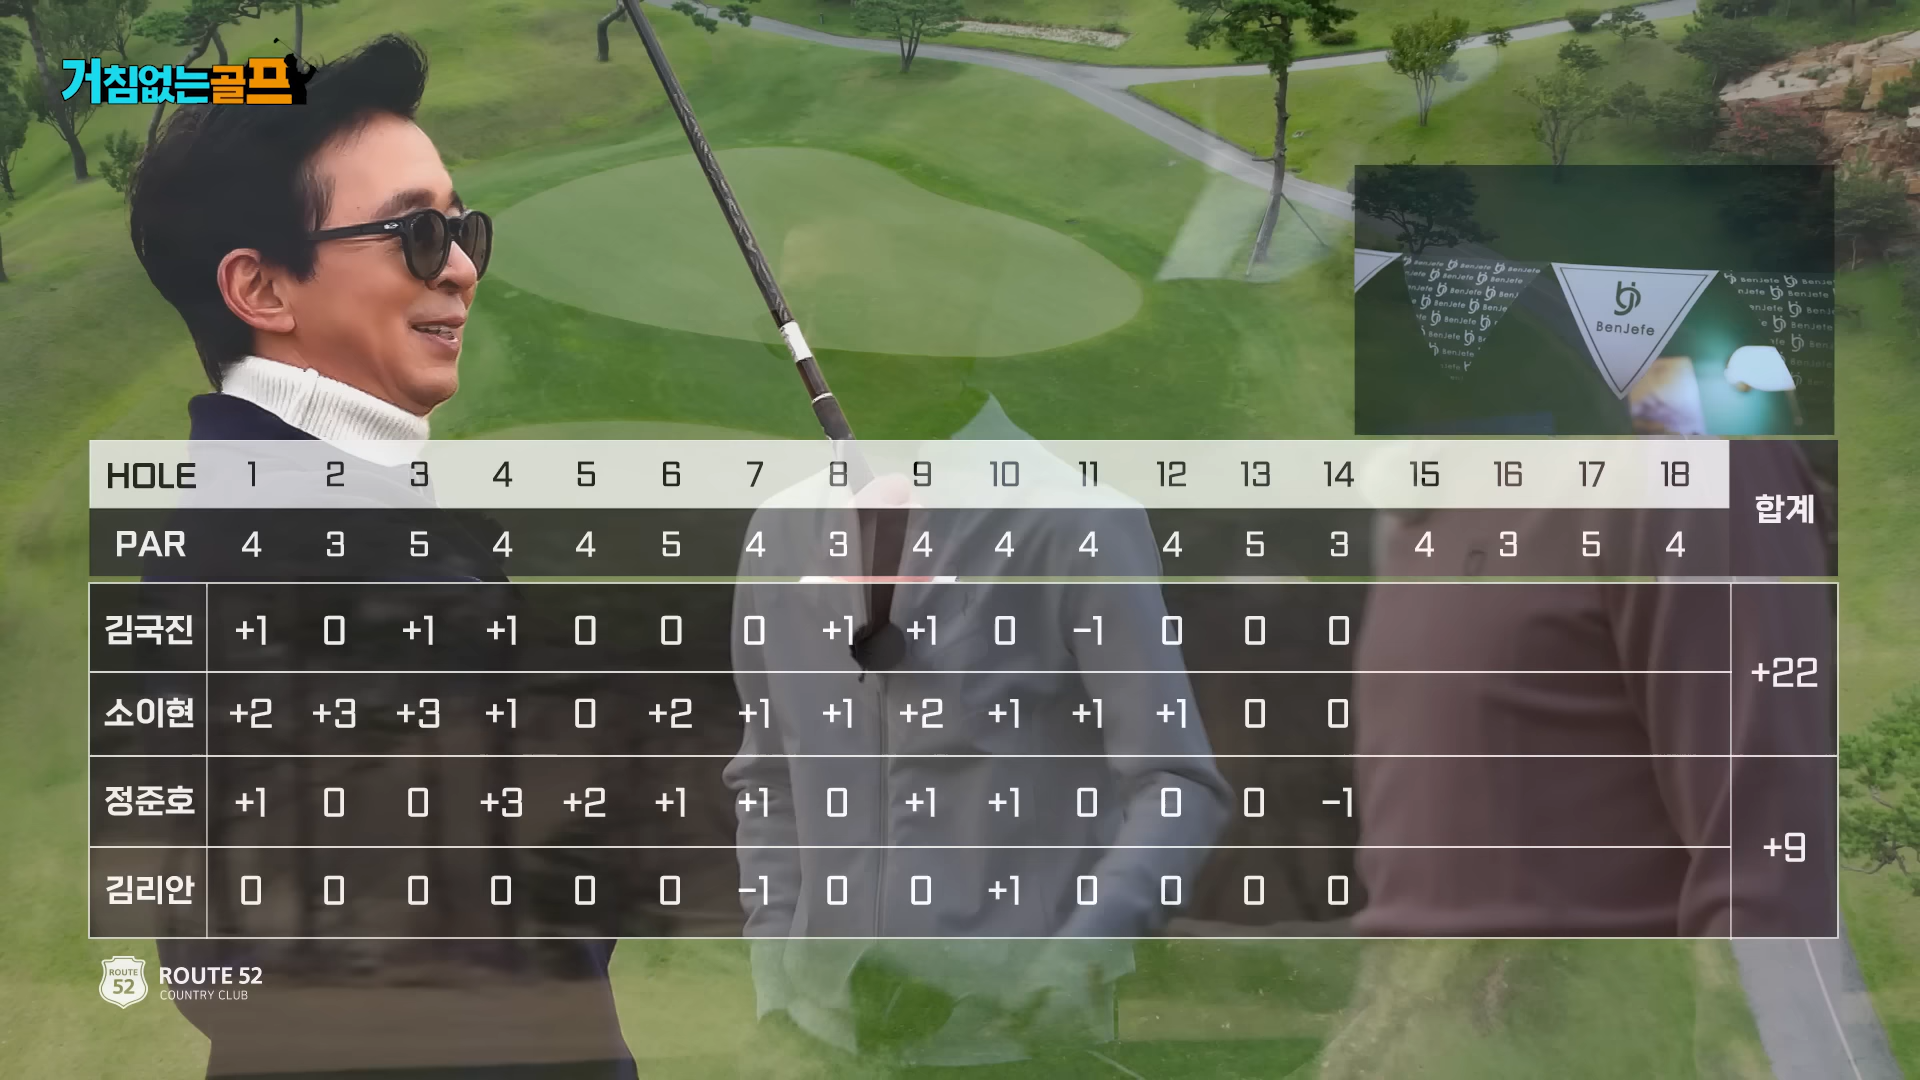 거침없는골프
BenJefe
HOLE 1 2 3 4 5 6 7 8 9 10 11 12 13 14 15 16 17 18 합계
PAR 4 3 5 4 4 5 4 3 4 4 4 4 5 3 4 3 5 4
김국진 +1 0 +1 +1 0 0 0 +1 +1 0 -1 0 0 0
+22
소이현 +2 +3 +3 +1 0 +2 +1 +1 +2 +1 +1 +1 0 0
정준호 +1 0 0 +3 +2 +1 +1 0 +1 +1 0 0 0 -1
+9
김리안 0 0 0 0 0 0 -1 0 0 +1 0 0 0 0
ROUTE
52
ROUTE 52
COUNTRY CLUB